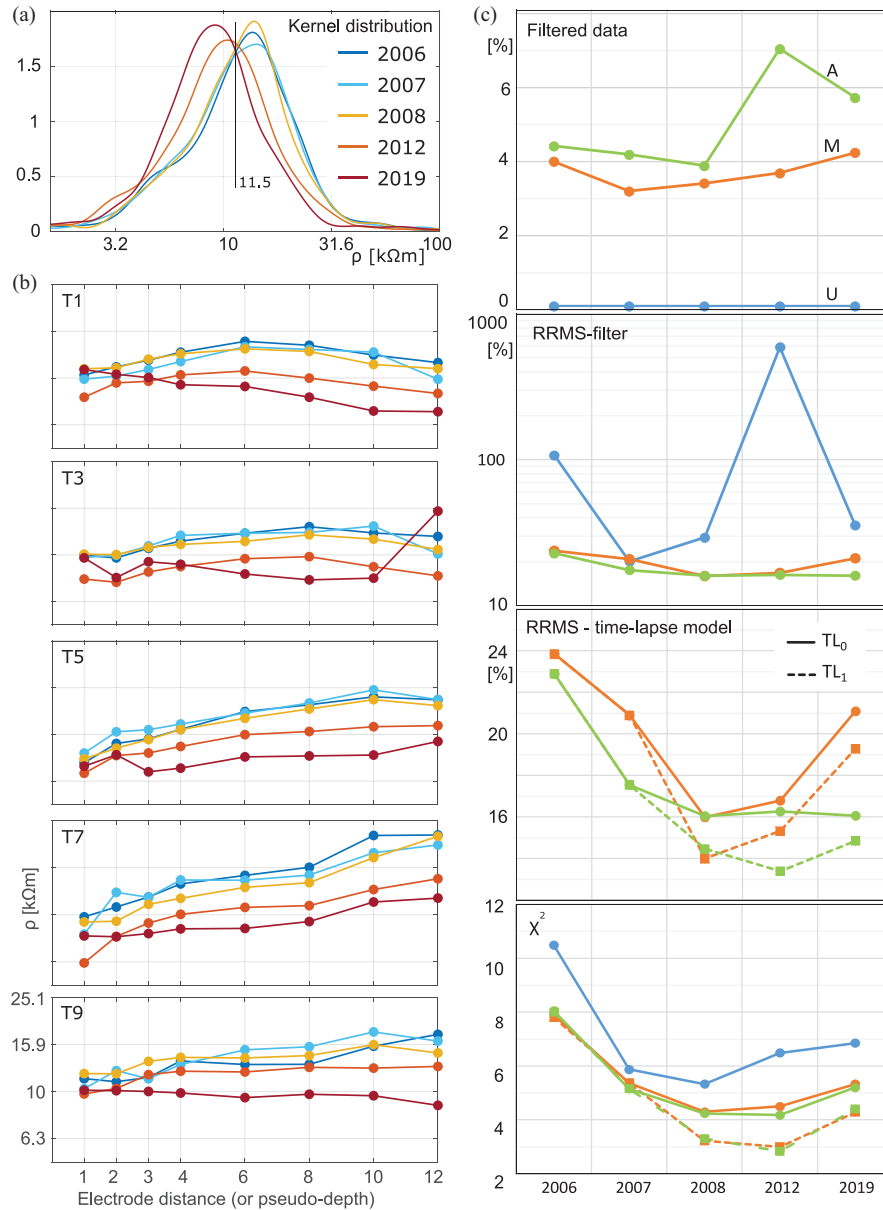 (a)
Kernel distribution
2006
2007
2008
2012
2019
1.5
1
0.5
0
11.5
3.2 10 31.6 100
ρ [kΩm]
(b)
T1
T3
T5
T7
ρ [kΩm]
T9
25.1
15.9
10
6.3
1 2 3 4 6 8 10 12
Electrode distance (or pseudo-depth)
(c)
[%]
Filtered data
6
4
2
0
A
M
U
1000
[%]
RRMS-filter
100
10
RRMS - time-lapse model
24
[%]
20
16
12
TL0
TL1
χ2
10
8
6
4
2
2006 2007 2008 2012 2019